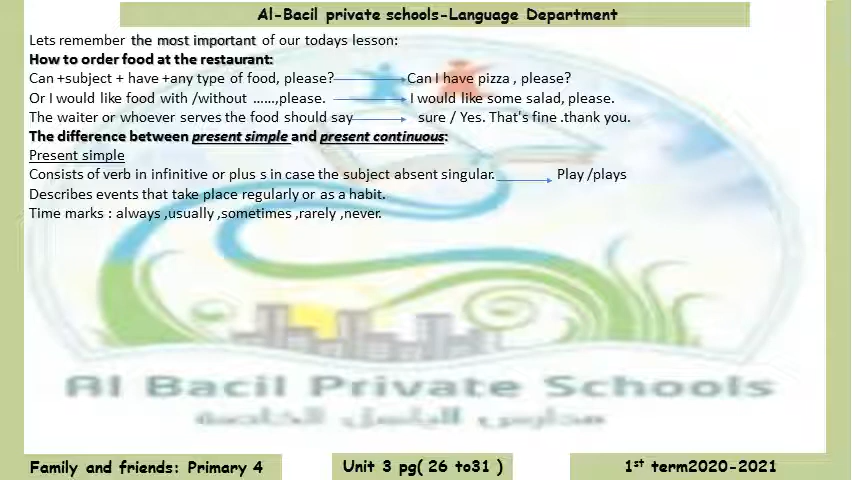 Al-Bacil private schools-Language Department
Lets remember the most important of our todays lesson:
How to order food at the restaurant:
Can +subject + have +any type of food, please? Can I have pizza , please?
Or I would like food with /without ......,please. I would like some salad, please.
The waiter or whoever serves the food should say sure / Yes. That's fine .thank you.
The difference between present simple and present continuous:
Present simple
Consists of verb in infinitive or plus s in case the subject absent singular. Play /plays
Describes events that take place regularly or as a habit.
Time marks : always ,usually ,sometimes ,rarely ,never.
Al Bacil Private Schools
مدارس الباسل الخاصة
Family and friends: Primary 4
Unit 3 pg( 26 to31 )
1st term2020-2021